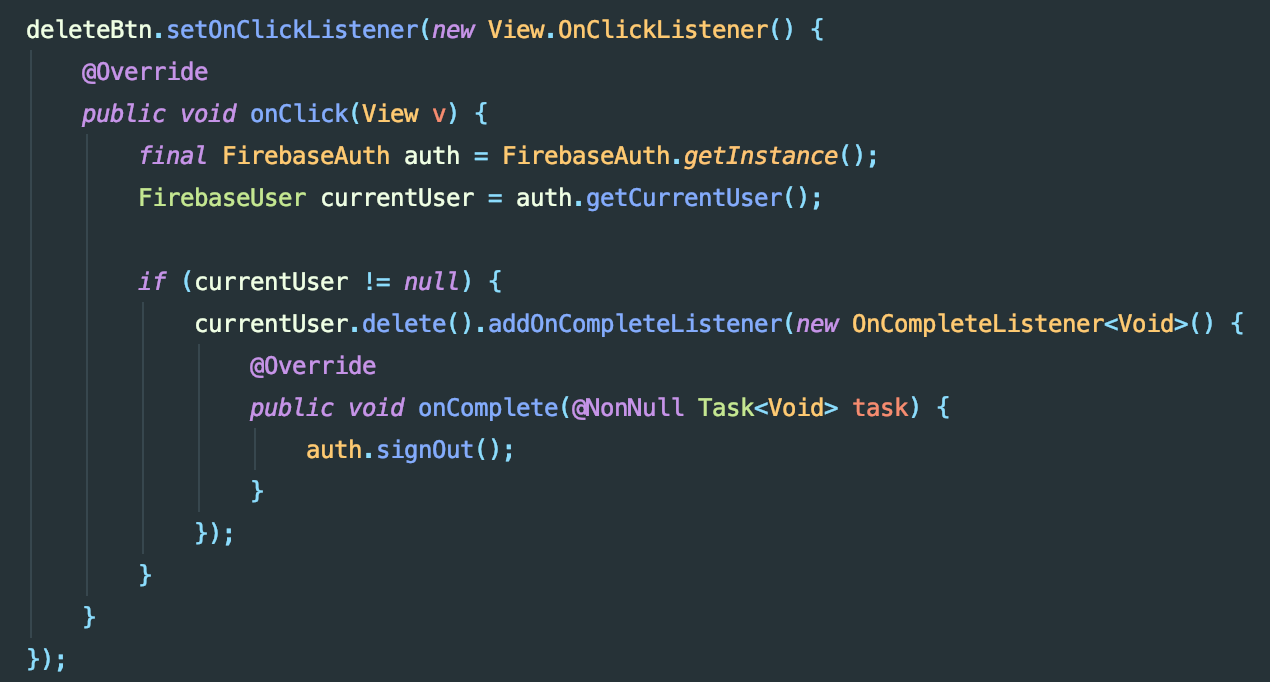 deleteBtn.setOnClickListener(new View.OnClickListener() {
    @Override
    public void onClick(View v) {
        final FirebaseAuth auth = FirebaseAuth.getInstance();
        FirebaseUser currentUser = auth.getCurrentUser();

        if (currentUser != null) {
            currentUser.delete().addOnCompleteListener(new OnCompleteListener<Void>() {
                @Override
                public void onComplete(@NonNull Task<Void> task) {
                    auth.signOut();
                }
            });
        }
    }
});